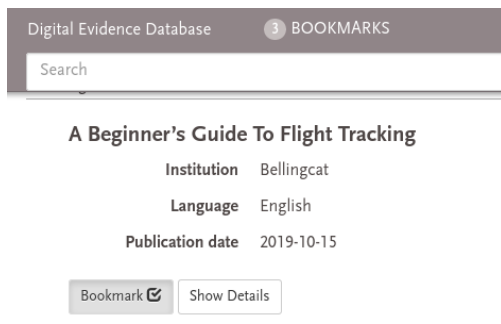 Digital Evidence Database 3 BOOKMARKS
Search
A Beginner's Guide To Flight Tracking
Institution Bellingcat
Language English
Publication date 2019-10-15
Bookmark Show Details